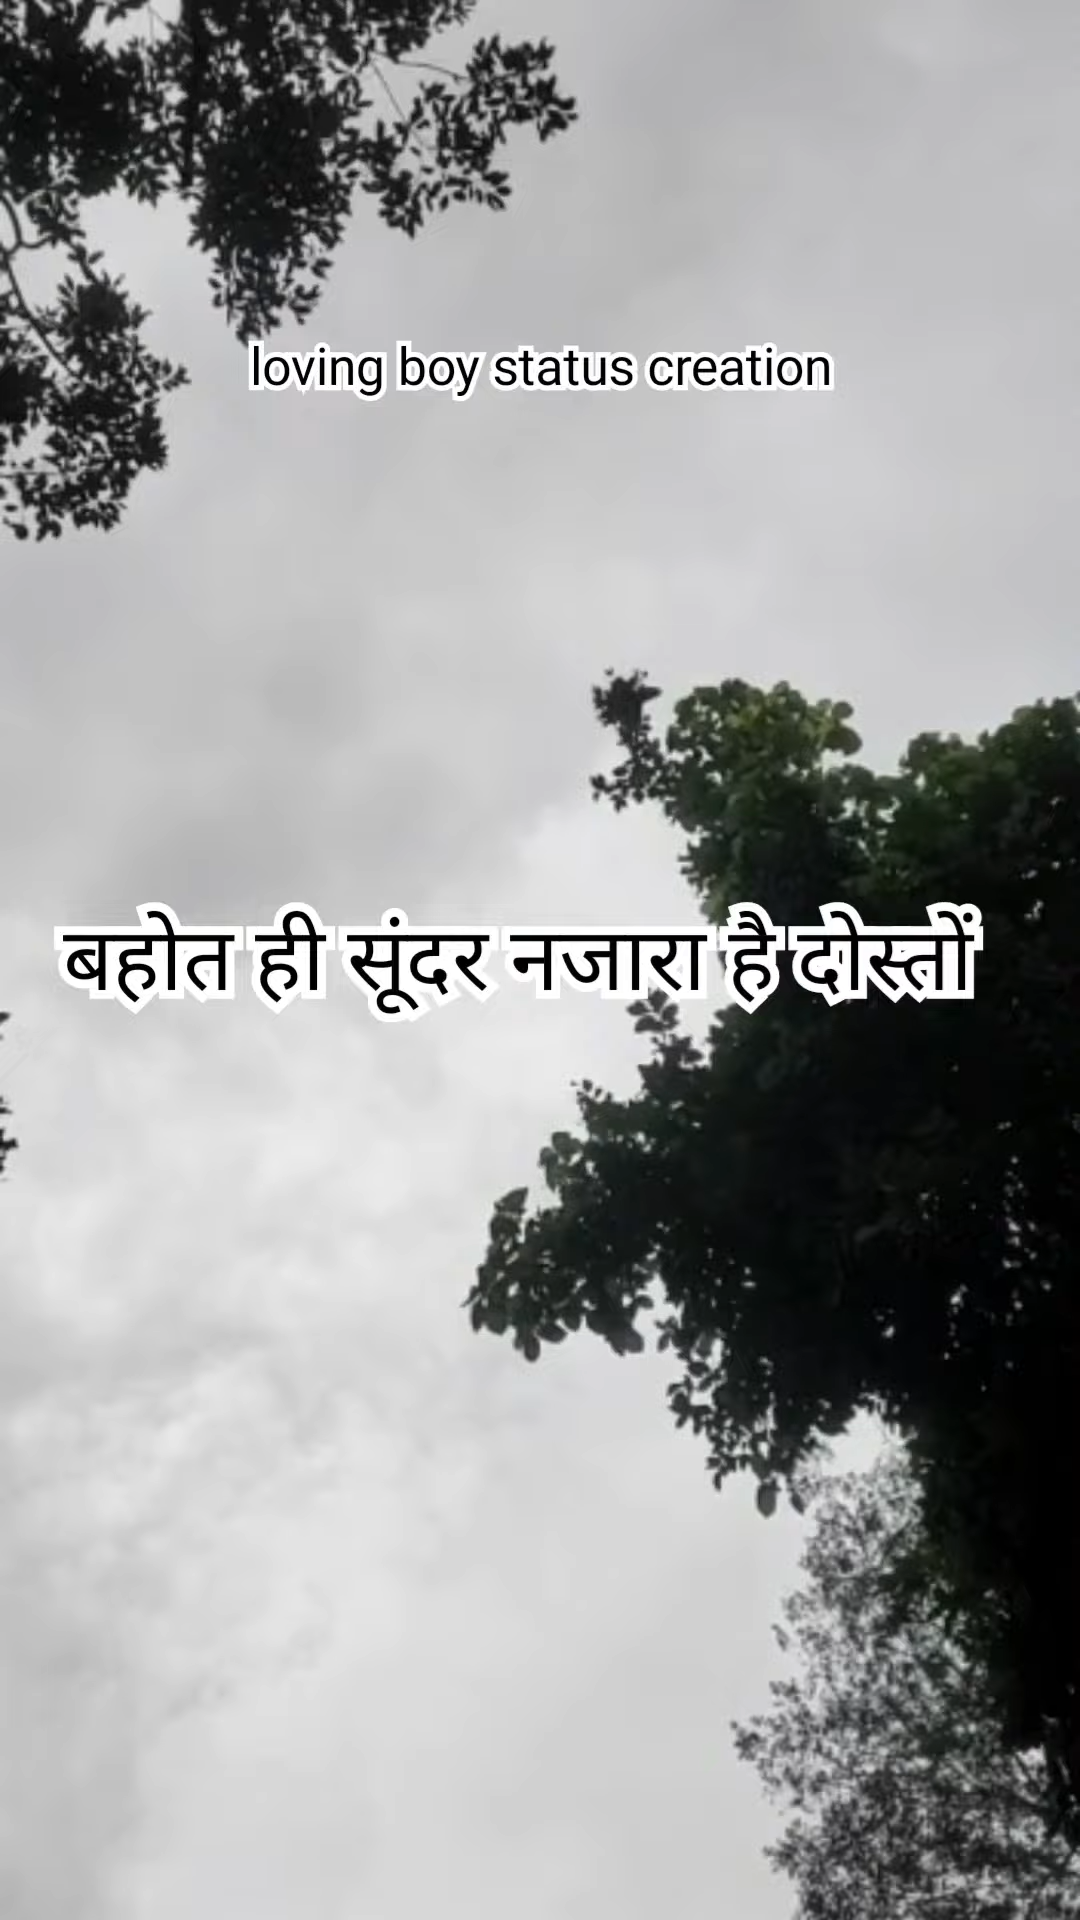 loving boy status creation
बहोत ही सूंदर नजारा है दोस्तों